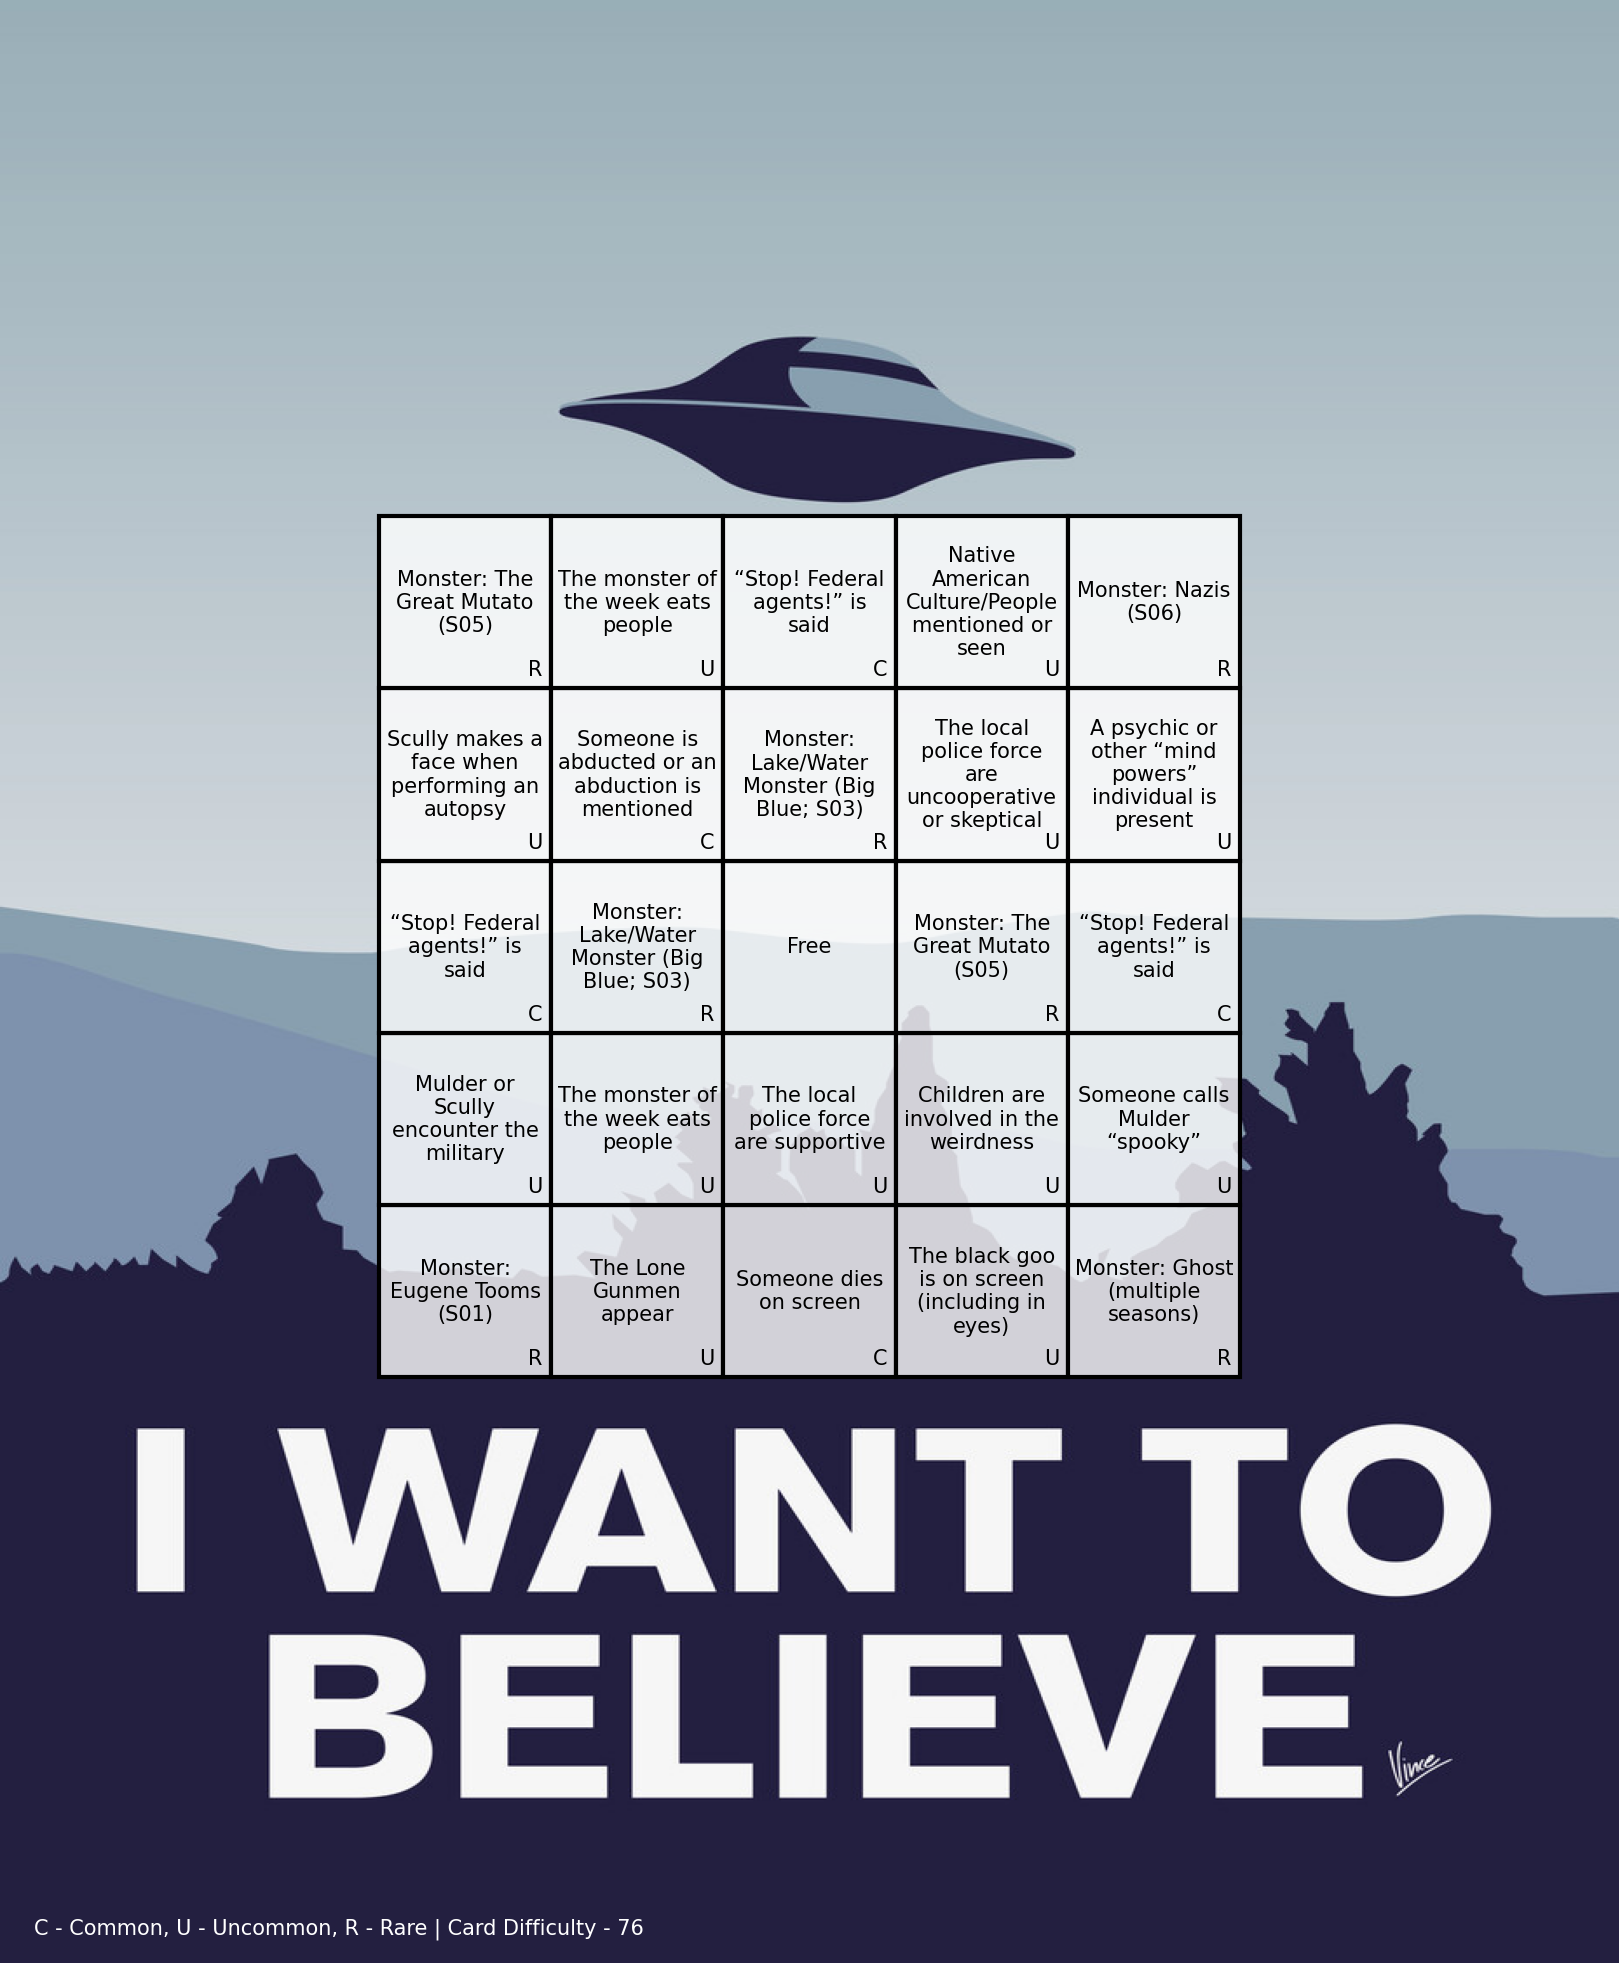 Monster: The
Great Mutato
(S05)
R
The monster of
the week eats
people
U
“Stop! Federal
agents!” is
said
C
Native
American
Culture/People
mentioned or
seen
U
Monster: Nazis
(S06)
R
Scully makes a
face when
performing an
autopsy
U
Someone is
abducted or an
abduction is
mentioned
C
Monster:
Lake/Water
Monster (Big
Blue; S03)
R
The local
police force
are
uncooperative
or skeptical
U
A psychic or
other “mind
powers”
individual is
present
U
“Stop! Federal
agents!” is
said
C
Monster:
Lake/Water
Monster (Big
Blue; S03)
R
Free
Monster: The
Great Mutato
(S05)
R
“Stop! Federal
agents!” is
said
C
Mulder or
Scully
encounter the
military
U
The monster of
the week eats
people
U
The local
police force
are supportive
U
Children are
involved in the
weirdness
U
Someone calls
Mulder
“spooky”
U
Monster:
Eugene Tooms
(S01)
R
The Lone
Gunmen
appear
U
Someone dies
on screen
C
The black goo
is on screen
(including in
eyes)
U
Monster: Ghost
(multiple
seasons)
R
I WANT TO
BELIEVE
Vince
C - Common, U - Uncommon, R - Rare | Card Difficulty - 76